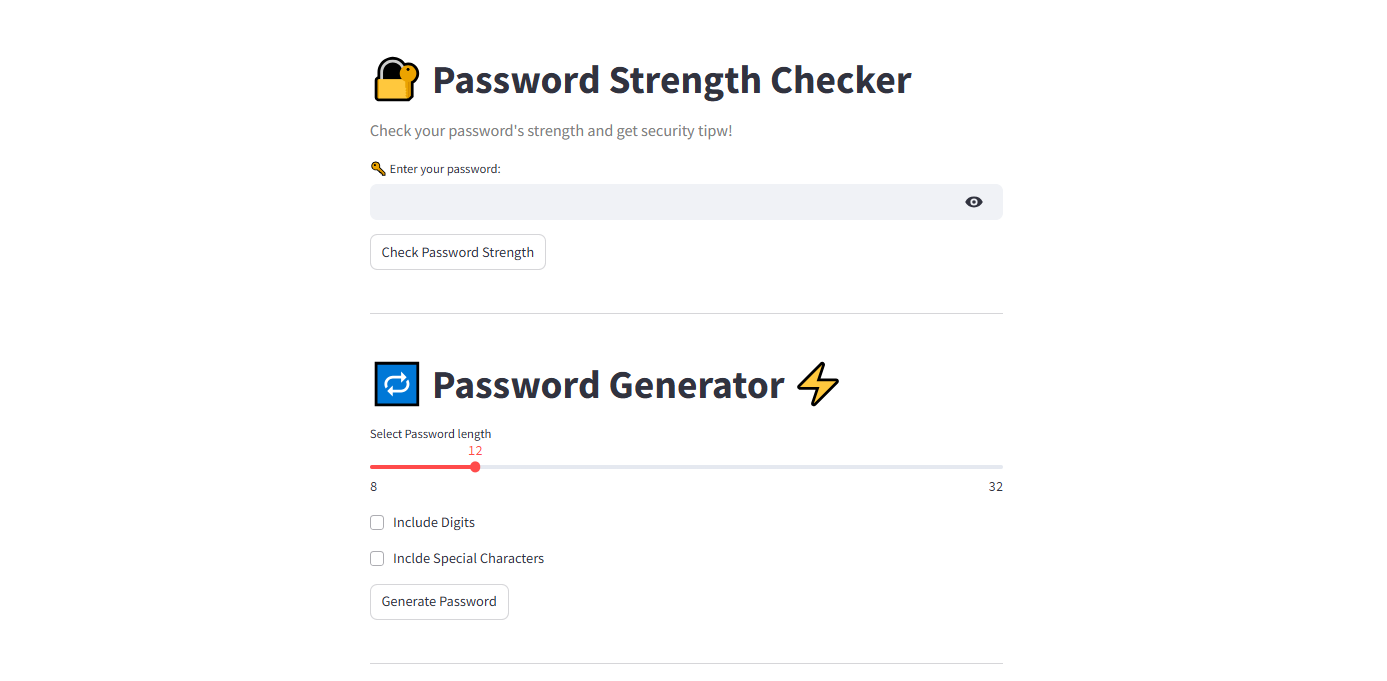 Password Strength Checker
Check your password's strength and get security tipw!
Enter your password:
Check Password Strength
Password Generator
Select Password length
12
8 32
Include Digits
Inclde Special Characters
Generate Password